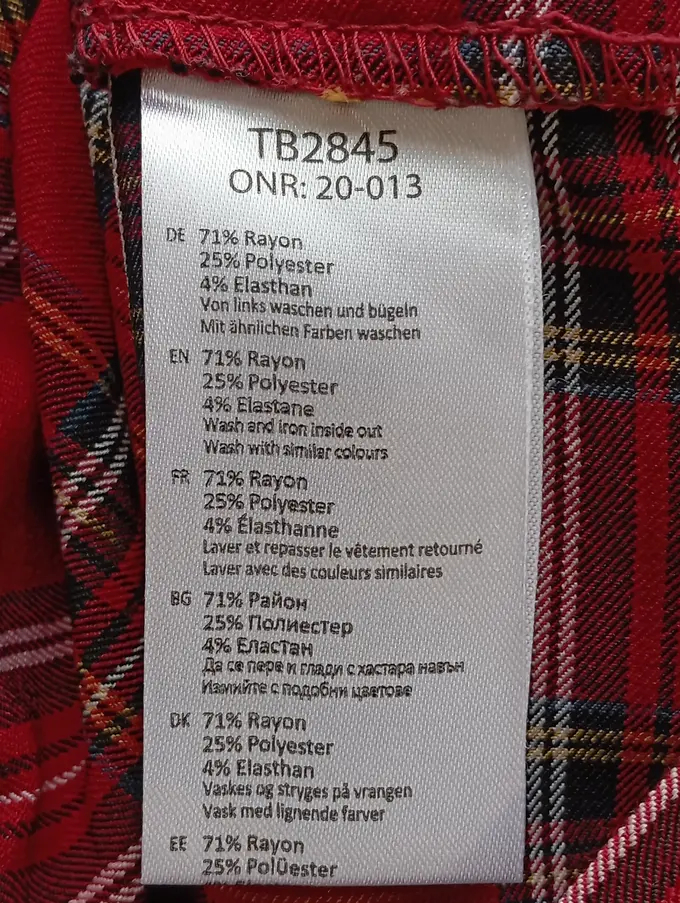 TB2845
ONR: 20-013
DE 71% Rayon
25% Polyester
4% Elasthan
Von links waschen und bügeln
Mit ähnlichen Farben waschen
EN 71% Rayon
25% Polyester
4% Elastane
Wash and iron inside out
Wash with similar colours
FR 71% Rayon
25% Polyester
4% Élasthanne
Laver et repasser le vêtement retourné
Laver avec des couleurs similaires
BG 71% Район
25% Полиестер
4% Еластан
Да се пере и глади с хастара навън
Измийте с подобни цветове
DK 71% Rayon
25% Polyester
4% Elasthan
Vaskes og stryges på vrangen
Vask med lignende farver
EE 71% Rayon
25% Polüester